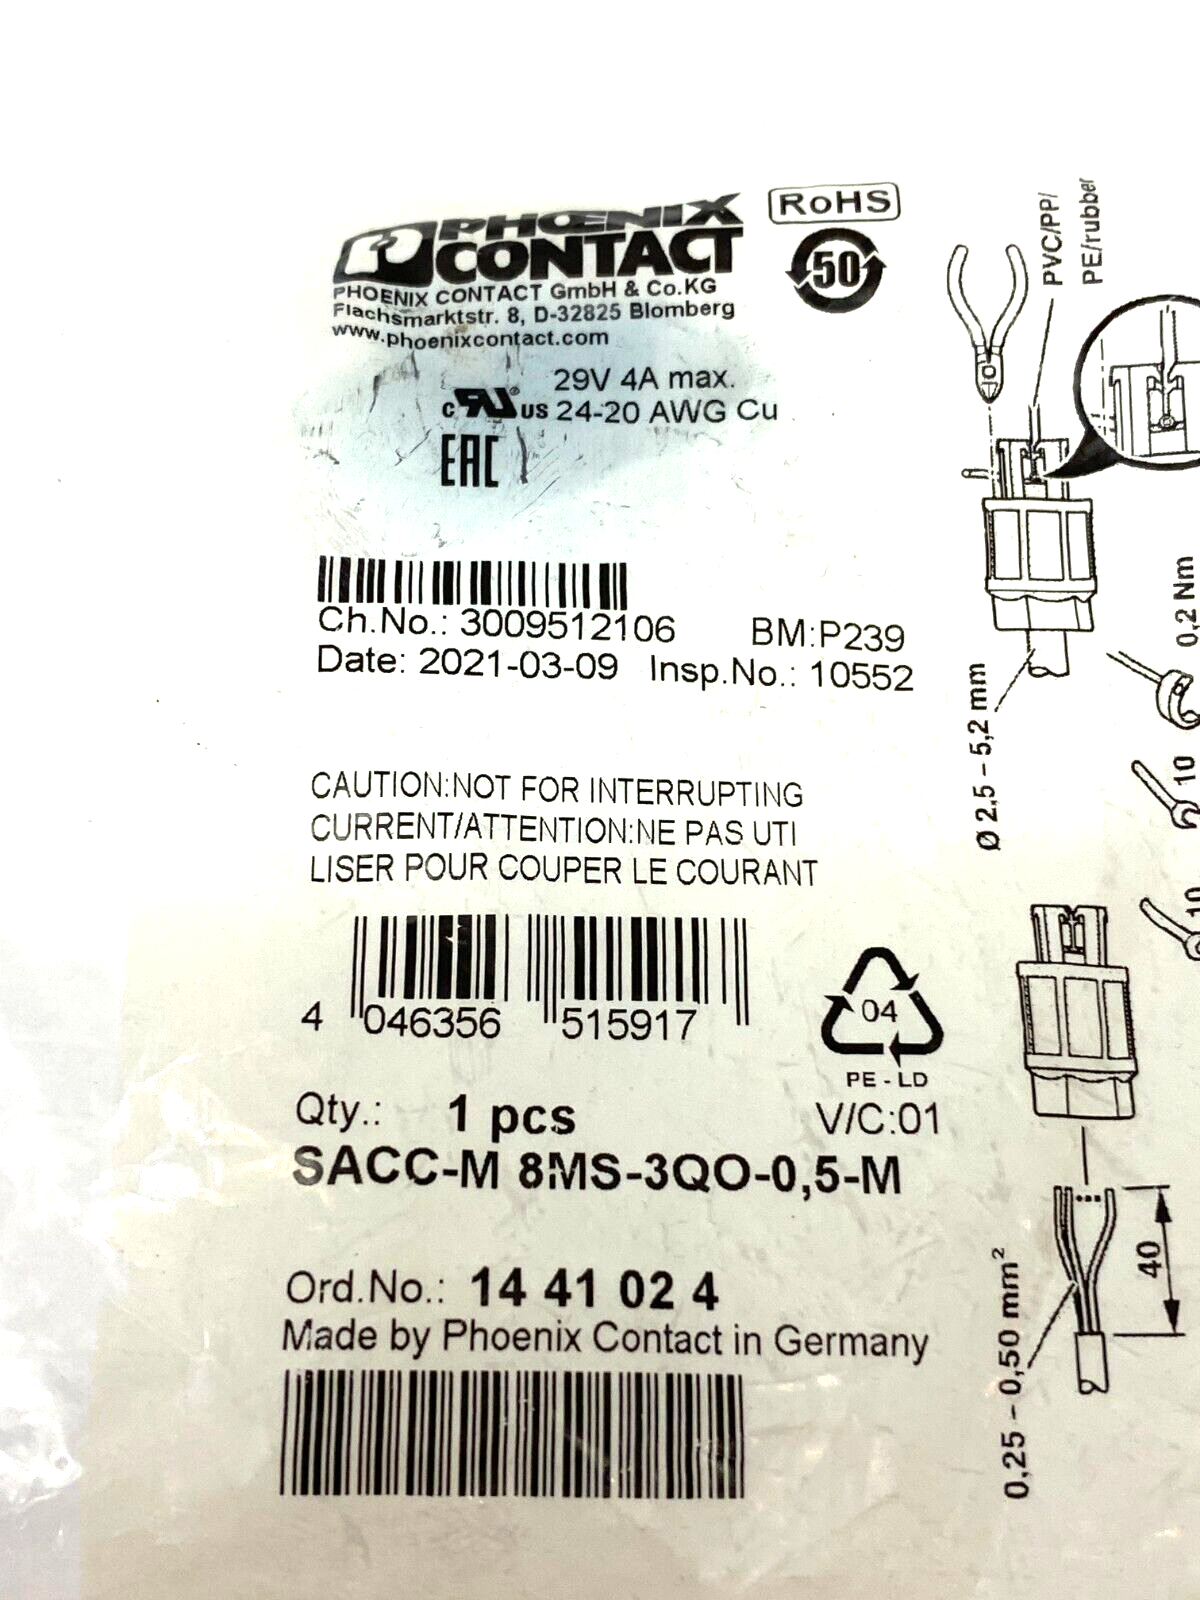 PHOENIX
CONTACT
RoHS
50
PHOENIX CONTACT GmbH & Co.KG
Flachsmarktstr. 8, D-32825 Blomberg
www.phoenixcontact.com
29V 4A max.
c RU ® US 24-20 AWG Cu
EAC
PVC/PP/
PE/rubber
Ch.No.: 3009512106 BM:P239
Date: 2021-03-09 Insp.No.: 10552
0,2 Nm
Ø 2,5 – 5,2 mm
10
10
CAUTION:NOT FOR INTERRUPTING
CURRENT/ATTENTION:NE PAS UTI
LISER POUR COUPER LE COURANT
4 046356 515917
04
PE - LD
Qty.: 1 pcs V/C:01
SACC-M 8MS-3QO-0,5-M
Ord.No.: 14 41 02 4
Made by Phoenix Contact in Germany
40
0,25 – 0,50 mm²